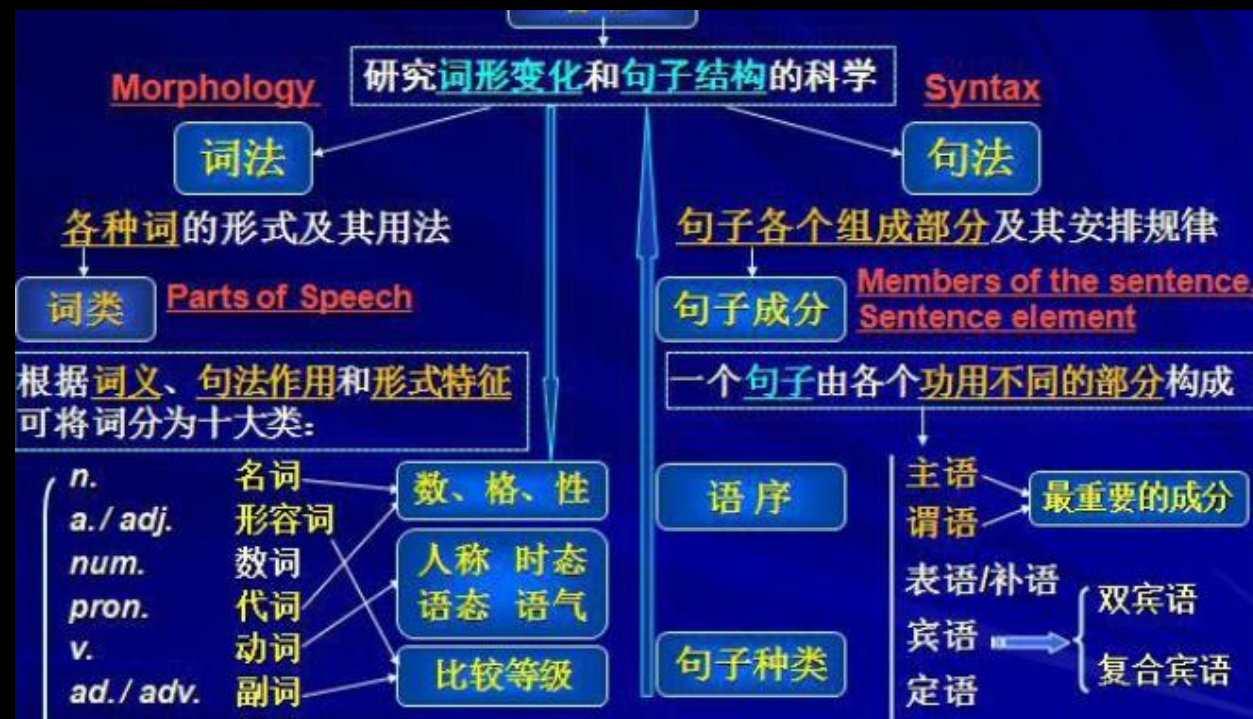 研究词形变化和句子结构的科学
Morphology
Syntax
词法
句法
各种词的形式及其用法
句子各个组成部分及其安排规律
词类
Parts of Speech
句子成分
Members of the sentence,
Sentence element
根据词义、句法作用和形式特征
可将词分为十大类：
一个句子由各个功用不同的部分构成
n. 名词
a./ adj. 形容词
num. 数词
pron. 代词
v. 动词
ad./ adv. 副词
数、格、性
人称 时态
语态 语气
比较等级
语序
句子种类
主语
谓语
最重要的成分
表语/补语
宾语
双宾语
复合宾语
定语